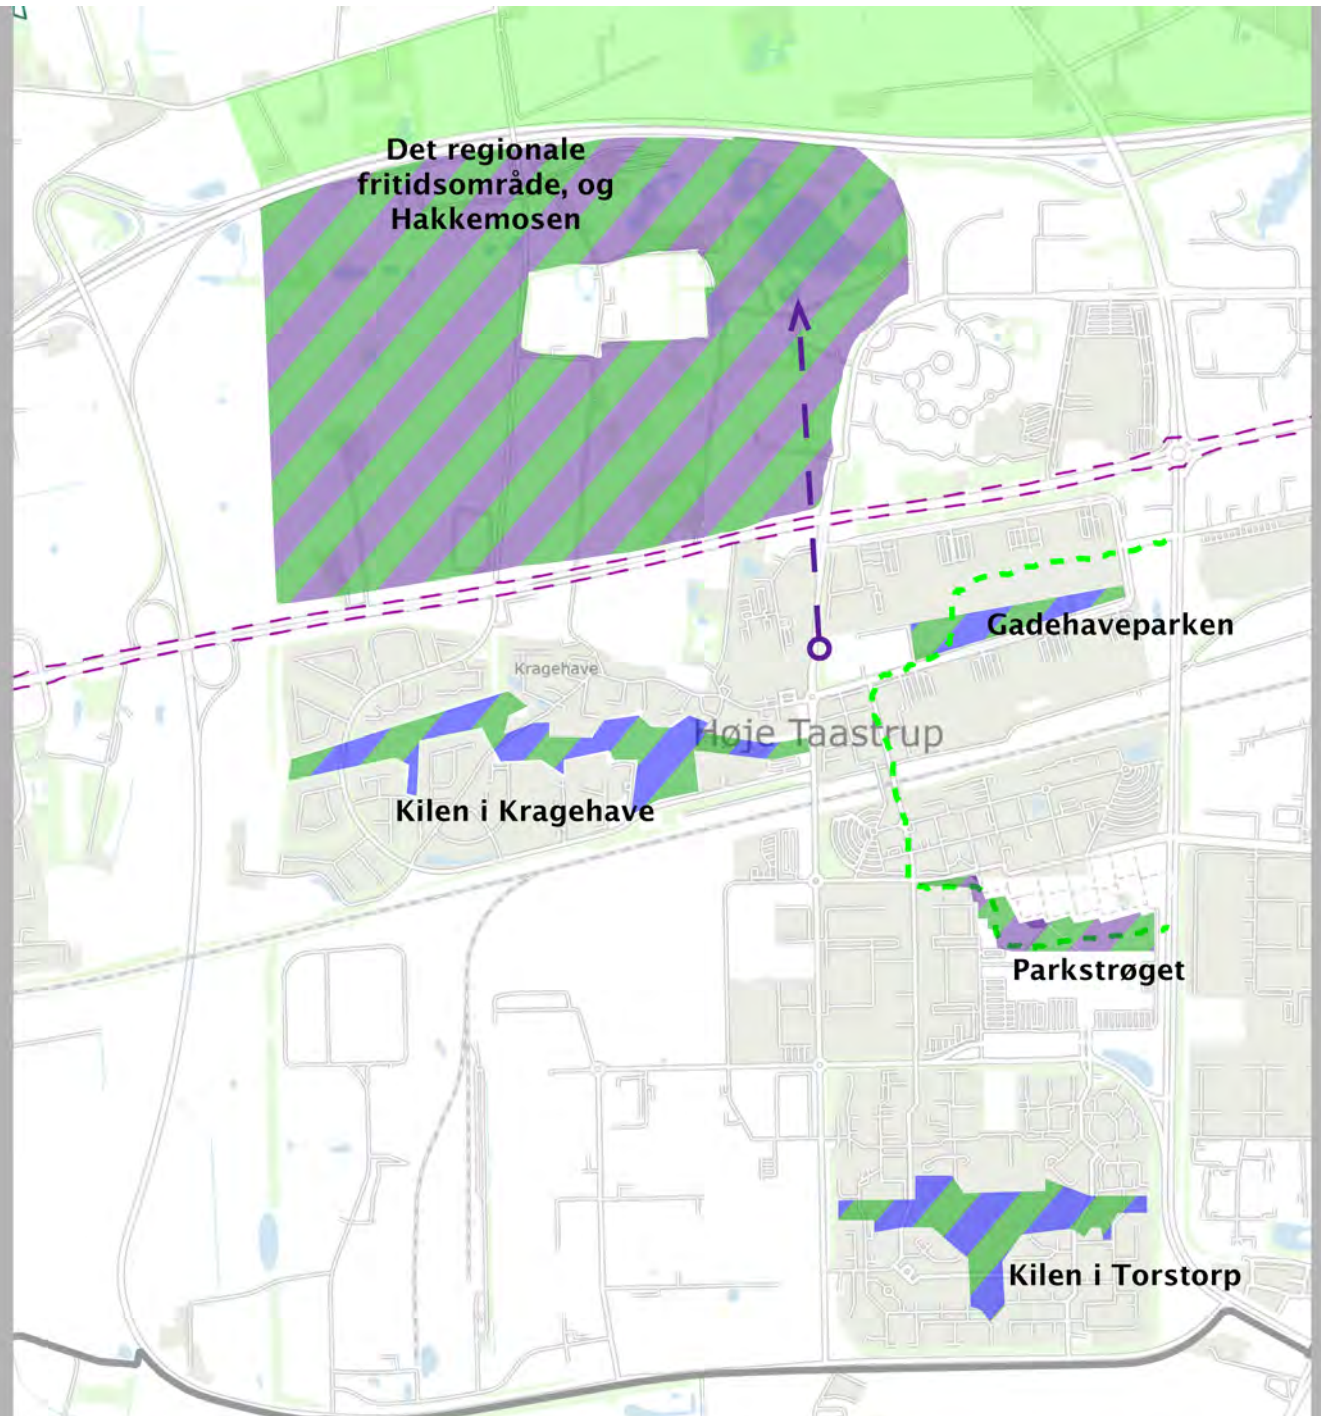 Det regionale
fritidsområde, og
Hakkemosen
Gadehaveparken
Kragehave
Høje Taastrup
Kilen i Kragehave
Parkstrøget
Kilen i Torstorp